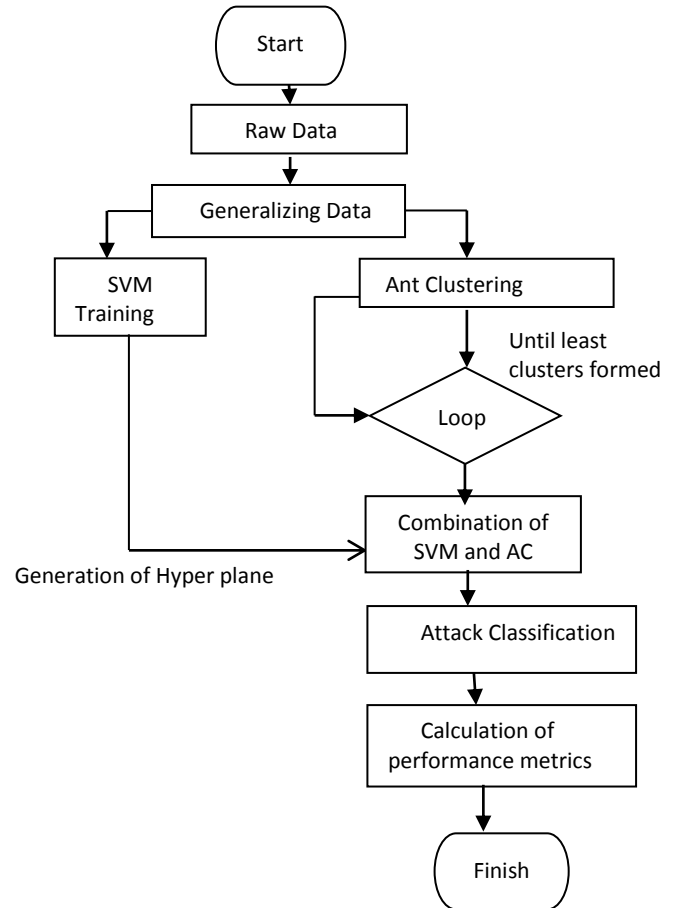 Start
Raw Data
Generalizing Data
SVM
Training
Ant Clustering
Until least
clusters formed
Loop
Combination of
SVM and AC
Generation of Hyper plane
Attack Classification
Calculation of
performance metrics
Finish